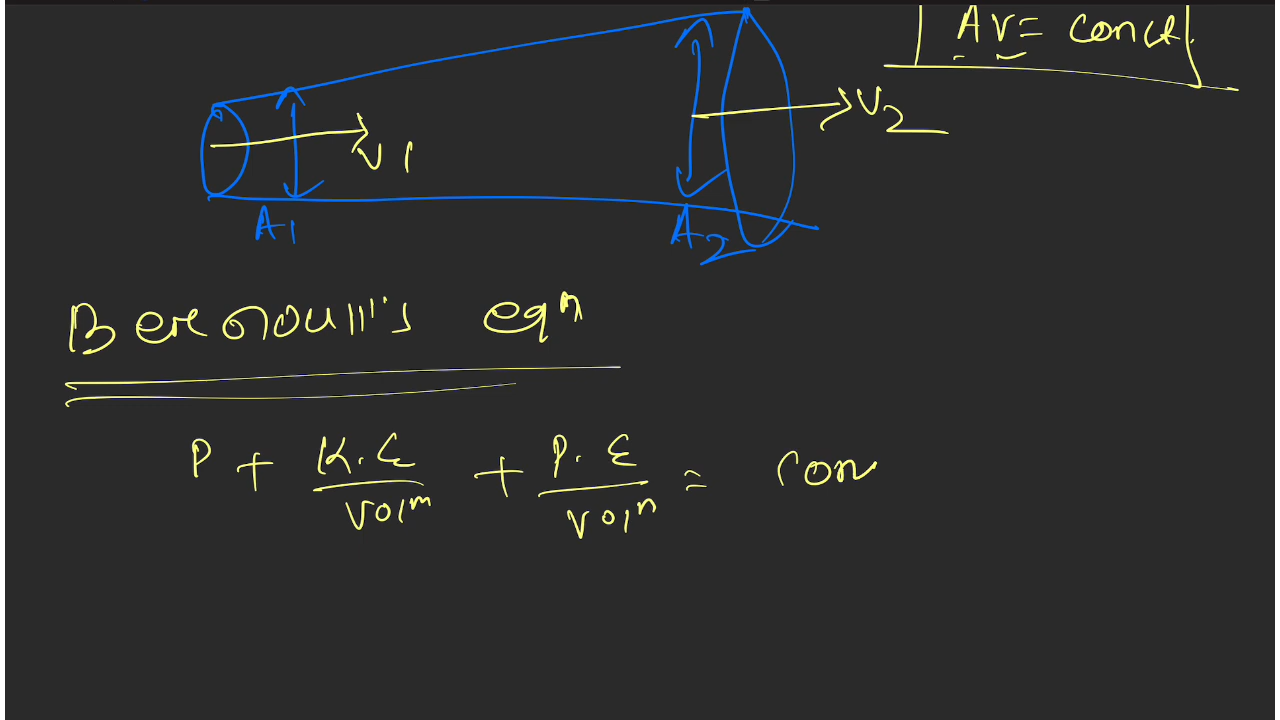 AV = const
V2
V1
A1
A2
Bernoulli's eqn
P + K.E/Volm + P.E/Voln = con